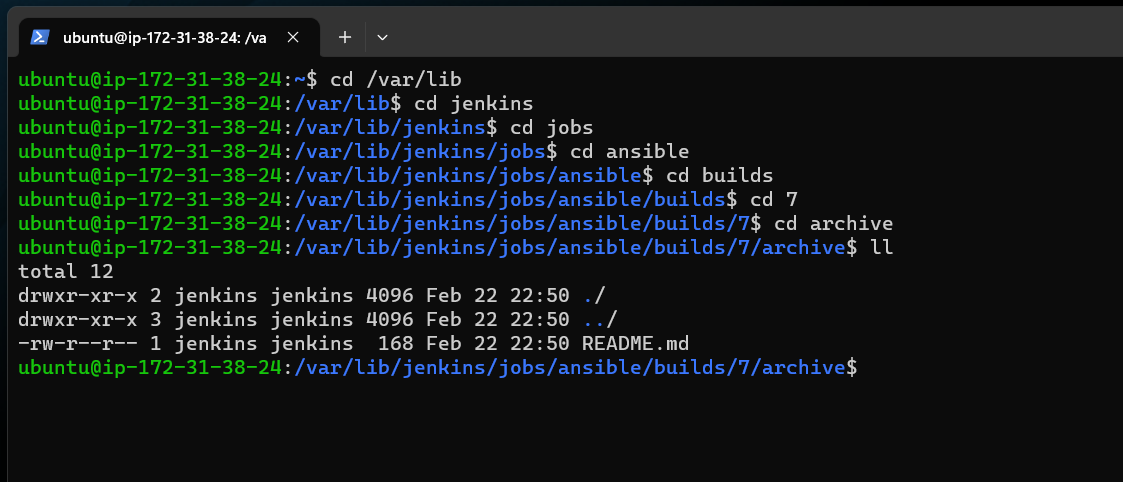 ubuntu@ip-172-31-38-24: /va
ubuntu@ip-172-31-38-24:~$ cd /var/lib
ubuntu@ip-172-31-38-24:/var/lib$ cd jenkins
ubuntu@ip-172-31-38-24:/var/lib/jenkins$ cd jobs
ubuntu@ip-172-31-38-24:/var/lib/jenkins/jobs$ cd ansible
ubuntu@ip-172-31-38-24:/var/lib/jenkins/jobs/ansible$ cd builds
ubuntu@ip-172-31-38-24:/var/lib/jenkins/jobs/ansible/builds$ cd 7
ubuntu@ip-172-31-38-24:/var/lib/jenkins/jobs/ansible/builds/7$ cd archive
ubuntu@ip-172-31-38-24:/var/lib/jenkins/jobs/ansible/builds/7/archive$ ll
total 12
drwxr-xr-x 2 jenkins jenkins 4096 Feb 22 22:50 ./
drwxr-xr-x 3 jenkins jenkins 4096 Feb 22 22:50 ../
-rw-r--r-- 1 jenkins jenkins  168 Feb 22 22:50 README.md
ubuntu@ip-172-31-38-24:/var/lib/jenkins/jobs/ansible/builds/7/archive$